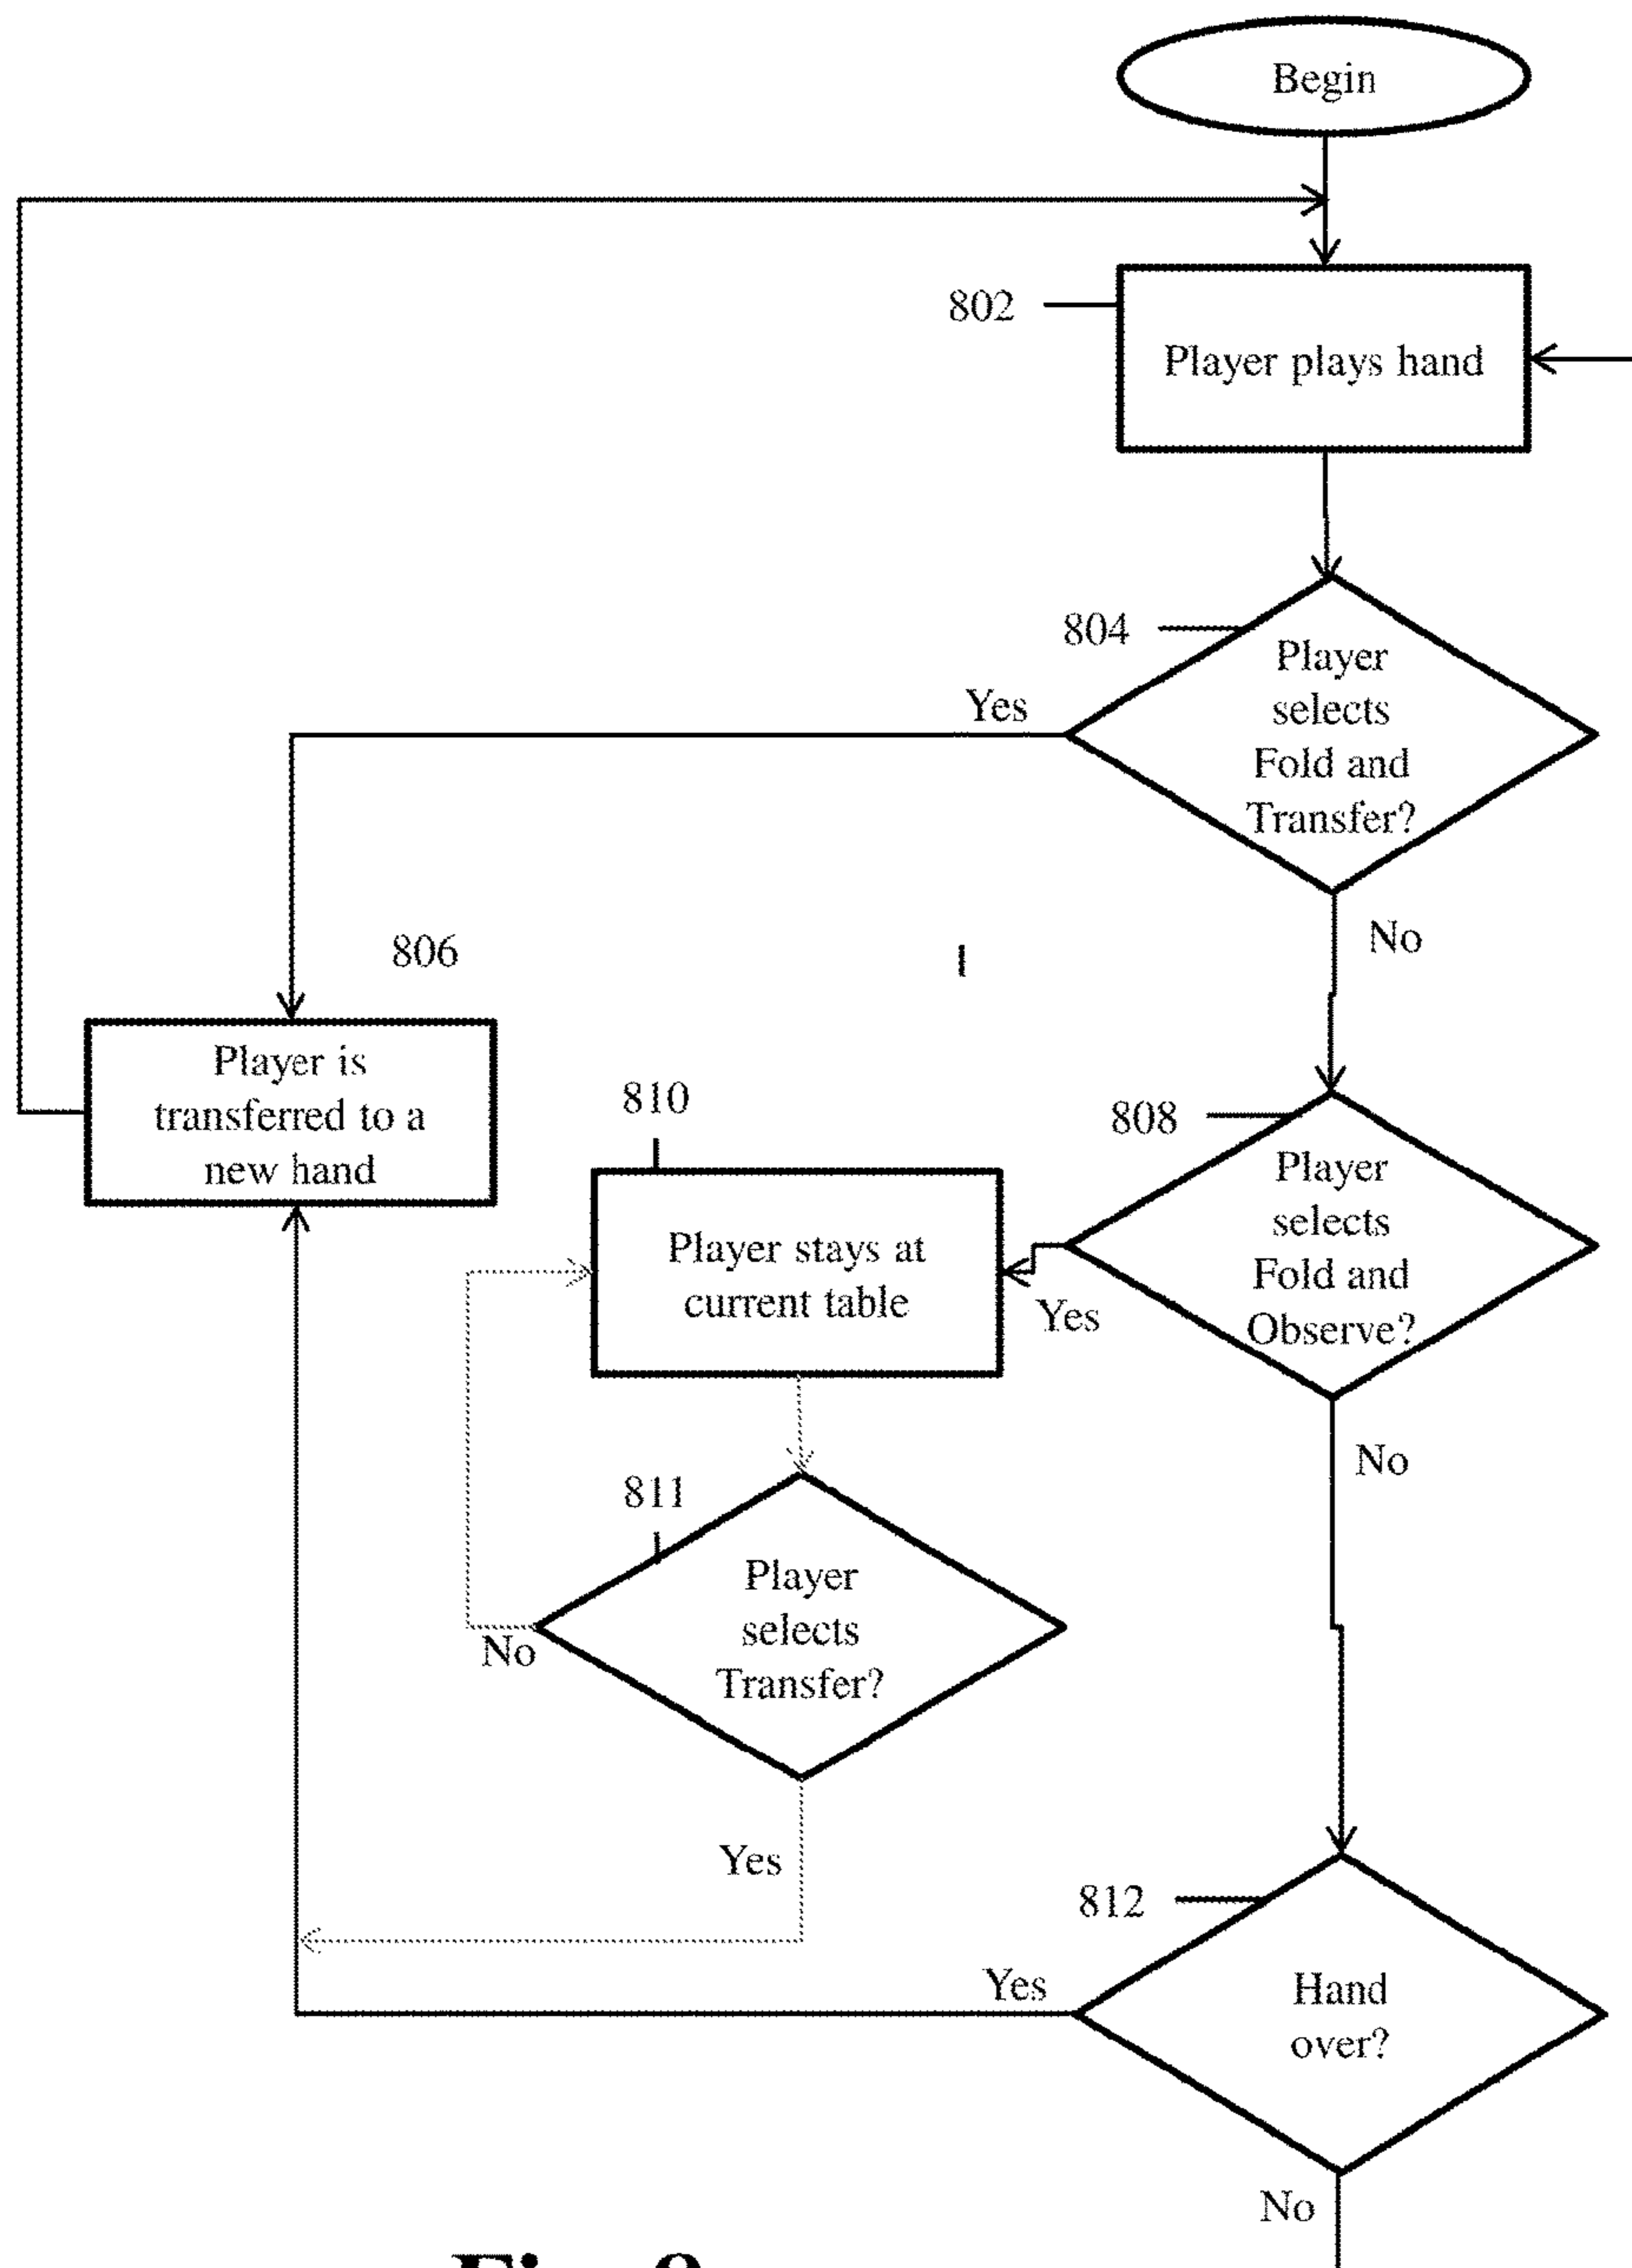 Begin
802
Player plays hand
804
Player
selects
Fold and
Transfer?
Yes
No
806
Player is
transferred to a
new hand
810
Player stays at
current table
808
Player
selects
Fold and
Observe?
Yes
No
811
Player
selects
Transfer?
No
Yes
812
Hand
over?
Yes
No